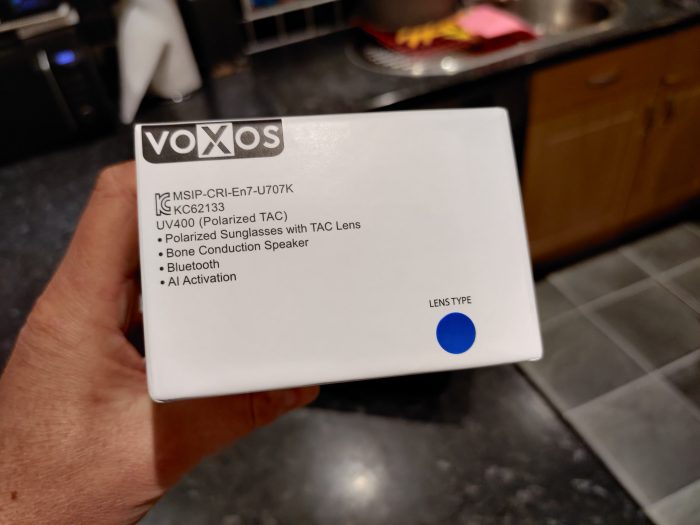 VOXOS
MSIP-CRI-En7-U707K
KC62133
UV400 (Polarized TAC)
• Polarized Sunglasses with TAC Lens
• Bone Conduction Speaker
• Bluetooth
• AI Activation
LENS TYPE